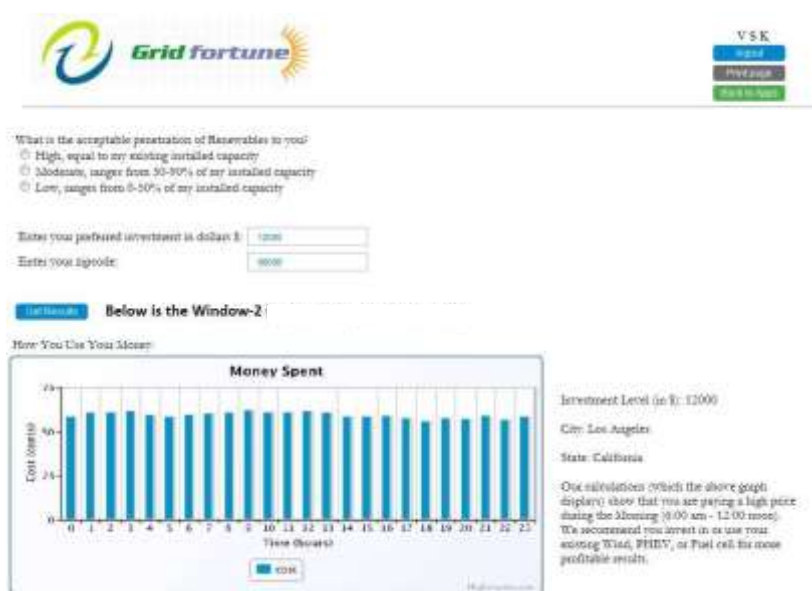 Grid fortune
V S K
logout
Print page
Back to Apps
What is the acceptable penetration of Renewables to you?
High, equal to my existing installed capacity
Moderate, ranges from 50-90% of my installed capacity
Low, ranges from 0-50% of my installed capacity
Enter your preferred investment in dollars $: 12000
Enter your zipcode:
Get Results Below is the Window-2
How You Use Your Money:
Money Spent
75
50
25
0
0 1 2 3 4 5 6 7 8 9 10 11 12 13 14 15 16 17 18 19 20 21 22 23
Cost (cents)
Time (hours)
cost
Highcharts.com
Investment Level (in $): 12000
City: Los Angeles
State: California
Our calculations (which the above graph
displays) show that you are paying a high price
during the Morning (6:00 am - 12:00 noon).
We recommend you invest in or use your
existing Wind, PHEV, or Fuel cell for more
profitable results.